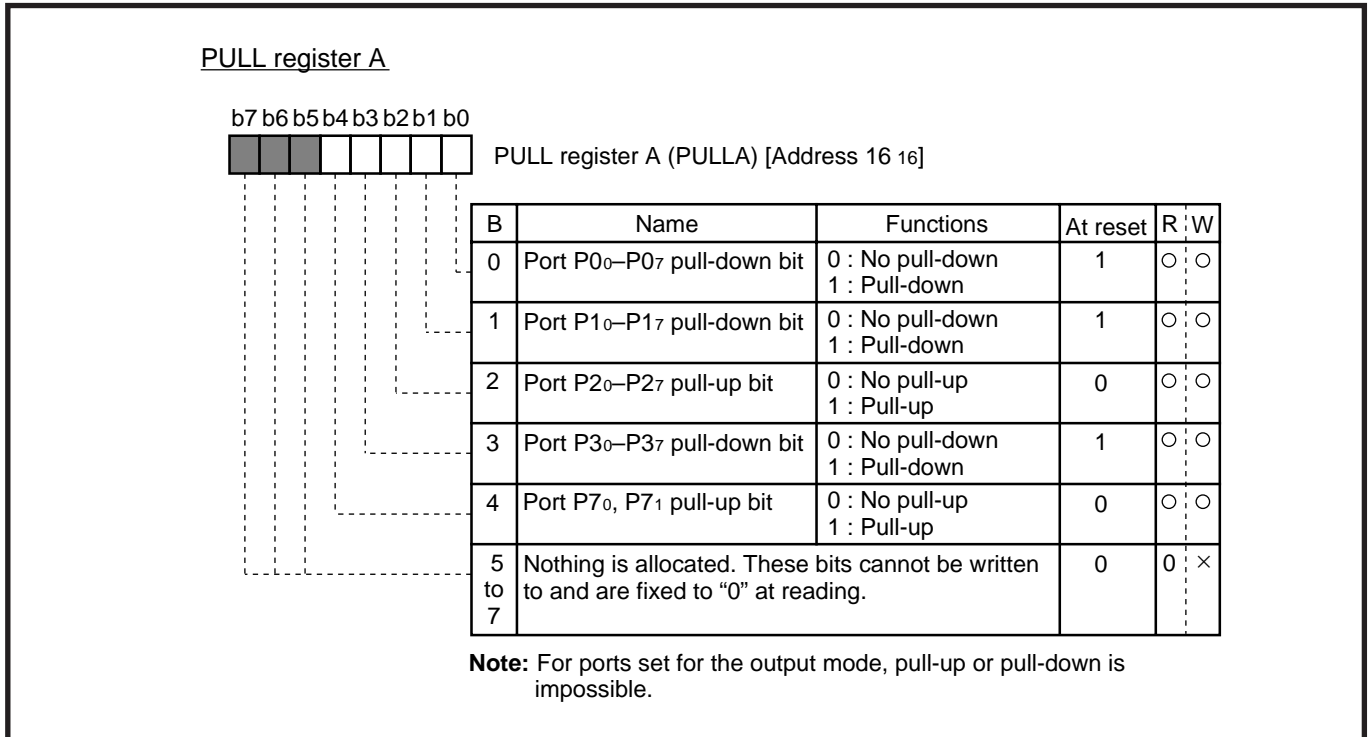 PULL register A
b7 b6 b5 b4 b3 b2 b1 b0
PULL register A (PULLA) [Address 16 16]
B Name Functions At reset R W
0 Port P00–P07 pull-down bit 0 : No pull-down 1 ○ ○
1 : Pull-down
1 Port P10–P17 pull-down bit 0 : No pull-down 1 ○ ○
1 : Pull-down
2 Port P20–P27 pull-up bit 0 : No pull-up 0 ○ ○
1 : Pull-up
3 Port P30–P37 pull-down bit 0 : No pull-down 1 ○ ○
1 : Pull-down
4 Port P70, P71 pull-up bit 0 : No pull-up 0 ○ ○
1 : Pull-up
5 Nothing is allocated. These bits cannot be written 0 0 ×
to to and are fixed to “0” at reading.
7
Note: For ports set for the output mode, pull-up or pull-down is
impossible.